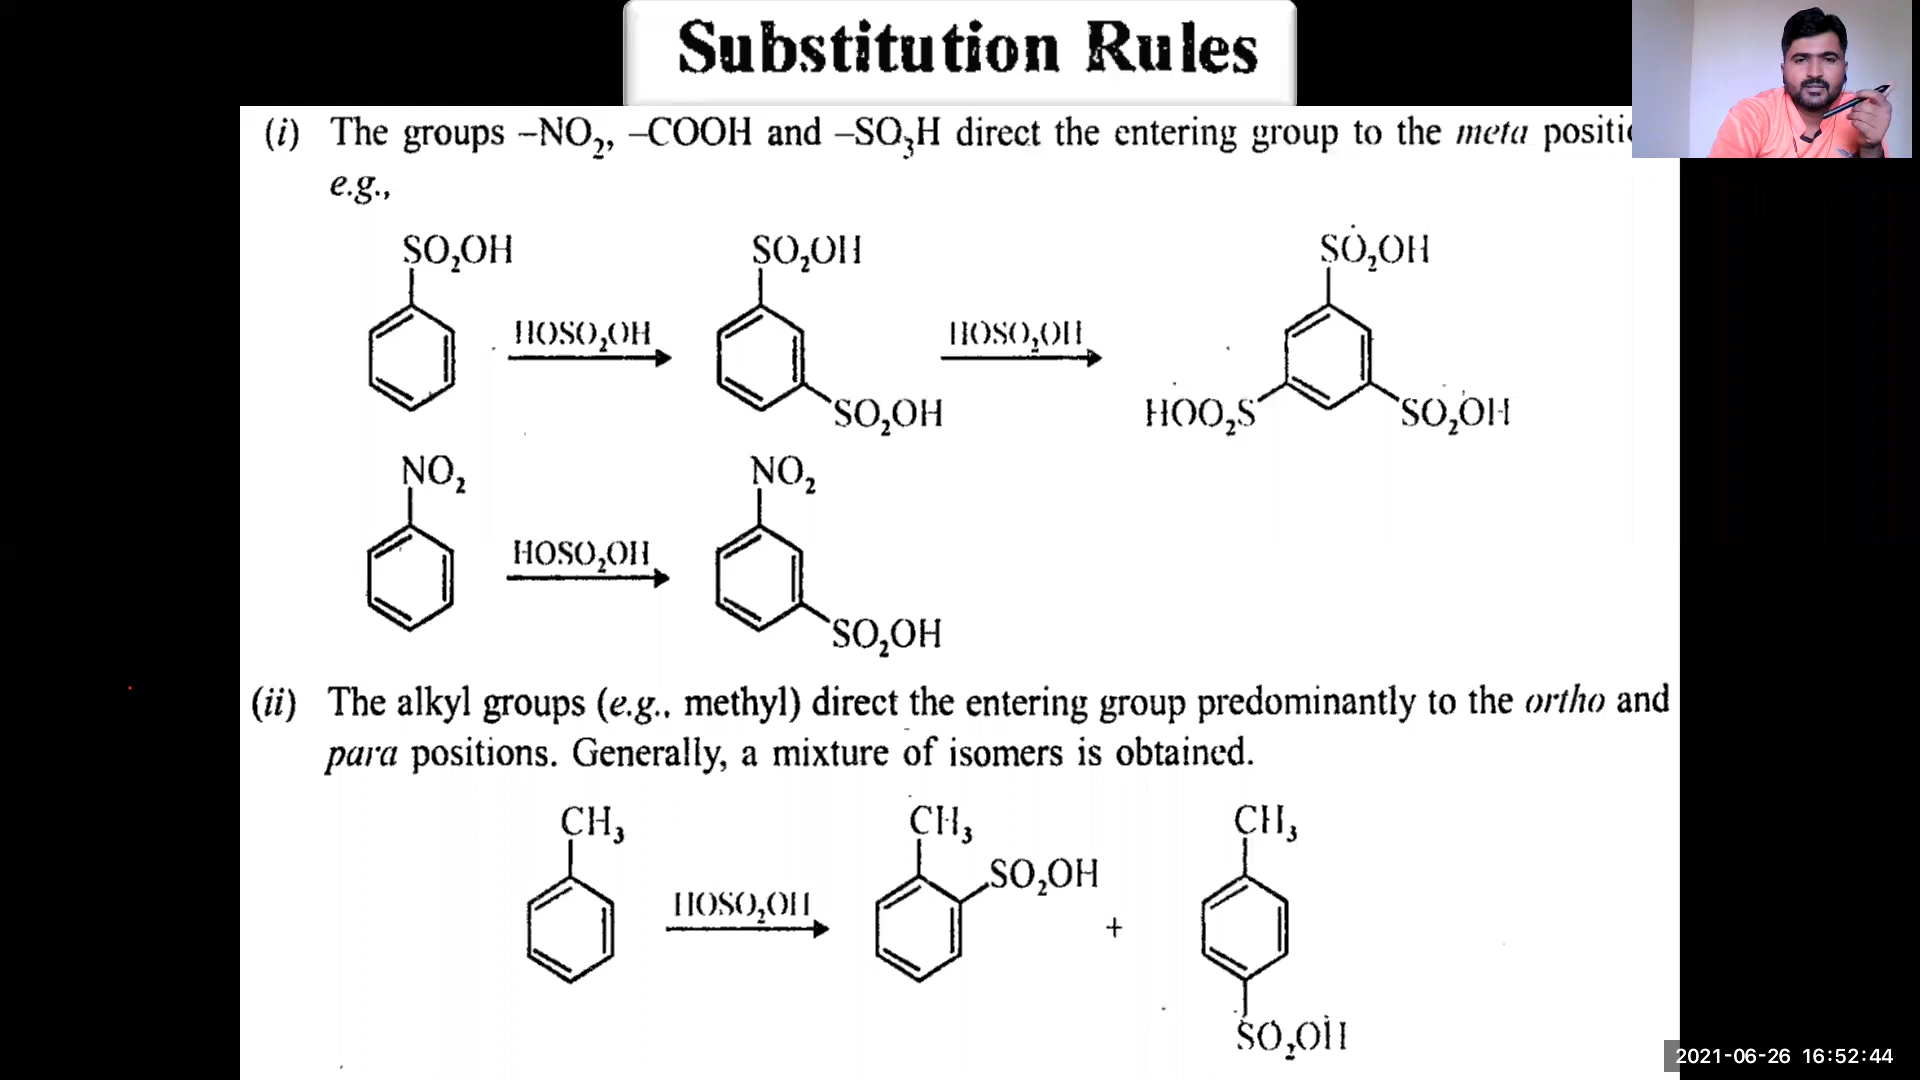 Substitution Rules
(i) The groups –NO₂, –COOH and –SO₃H direct the entering group to the meta positi
e.g.,
SO₂OH SO₂OH SO₂OH
HOSO₂OH HOSO₂OH
SO₂OH HOO₂S SO₂OH
NO₂ NO₂
HOSO₂OH
SO₂OH
(ii) The alkyl groups (e.g., methyl) direct the entering group predominantly to the ortho and
para positions. Generally, a mixture of isomers is obtained.
CH₃ CH₃ CH₃
SO₂OH
HOSO₂OH
+
SO₂OH
2021-06-26 16:52:44